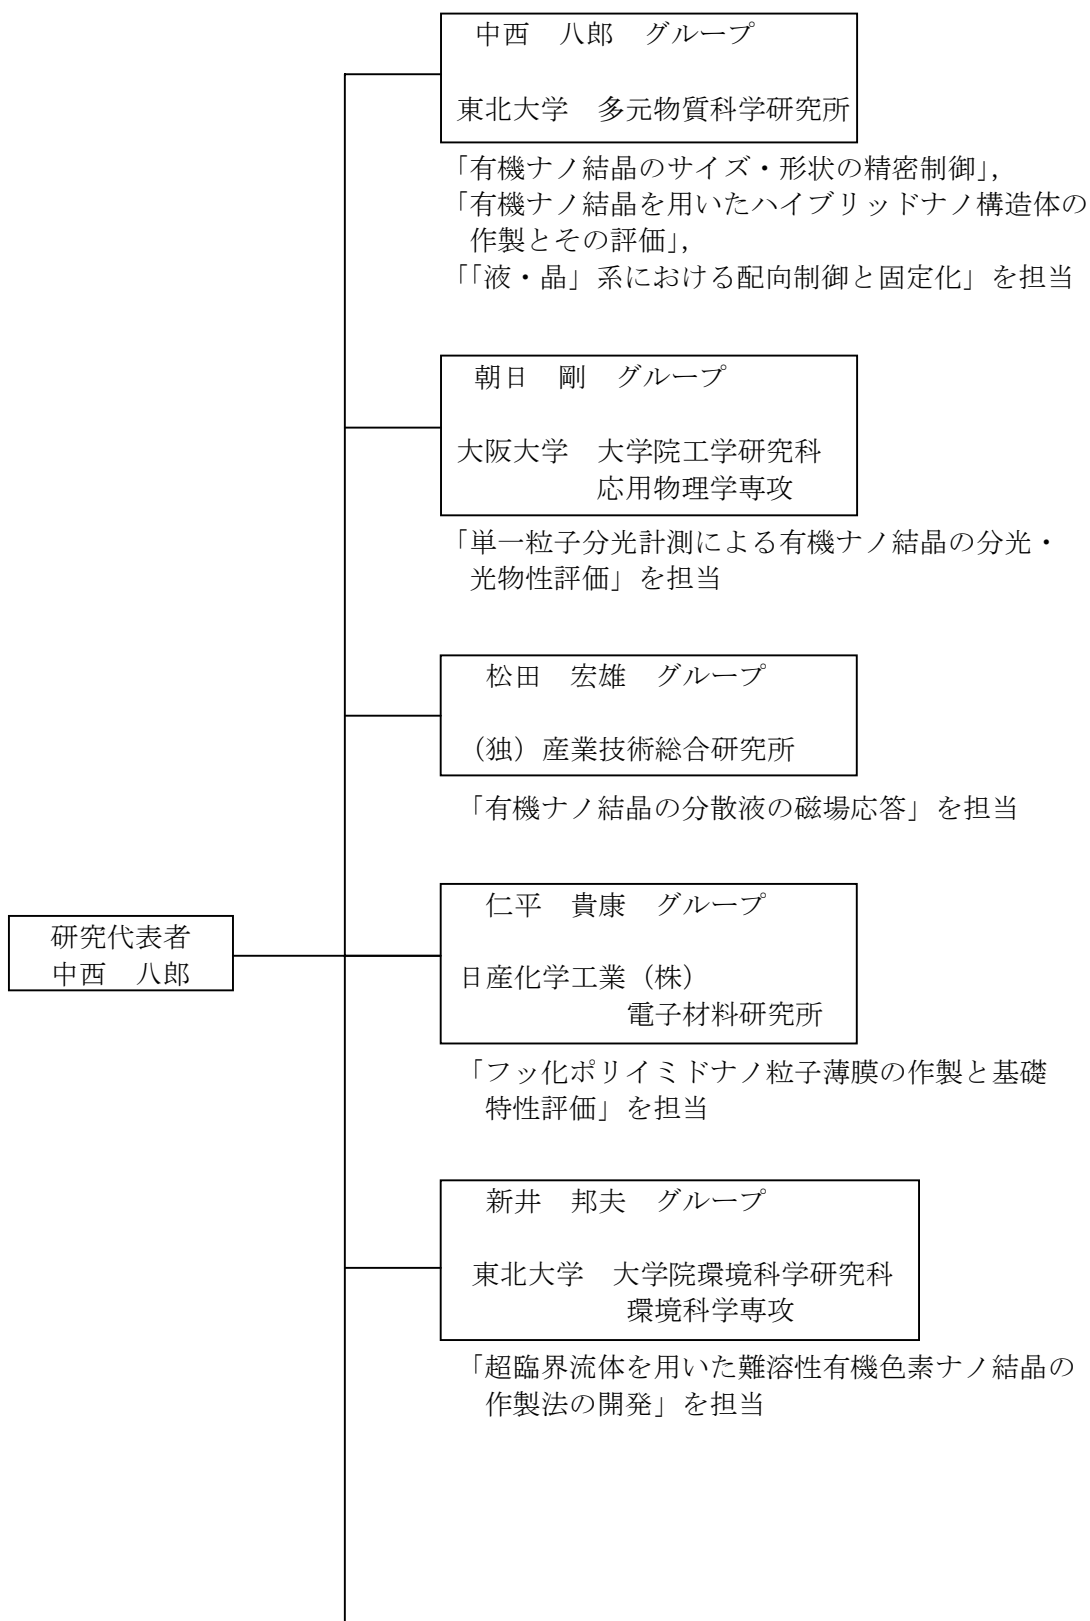 中西　八郎　グループ
東北大学　多元物質科学研究所
「有機ナノ結晶のサイズ・形状の精密制御」,
「有機ナノ結晶を用いたハイブリッドナノ構造体の
作製とその評価」,
「「液・晶」系における配向制御と固定化」を担当
朝日　剛　グループ
大阪大学　大学院工学研究科
応用物理学専攻
「単一粒子分光計測による有機ナノ結晶の分光・
光物性評価」を担当
松田　宏雄　グループ
（独）産業技術総合研究所
「有機ナノ結晶の分散液の磁場応答」を担当
研究代表者
中西　八郎
仁平　貴康　グループ
日産化学工業（株）
電子材料研究所
「フッ化ポリイミドナノ粒子薄膜の作製と基礎
特性評価」を担当
新井　邦夫　グループ
東北大学　大学院環境科学研究科
環境科学専攻
「超臨界流体を用いた難溶性有機色素ナノ結晶の
作製法の開発」を担当